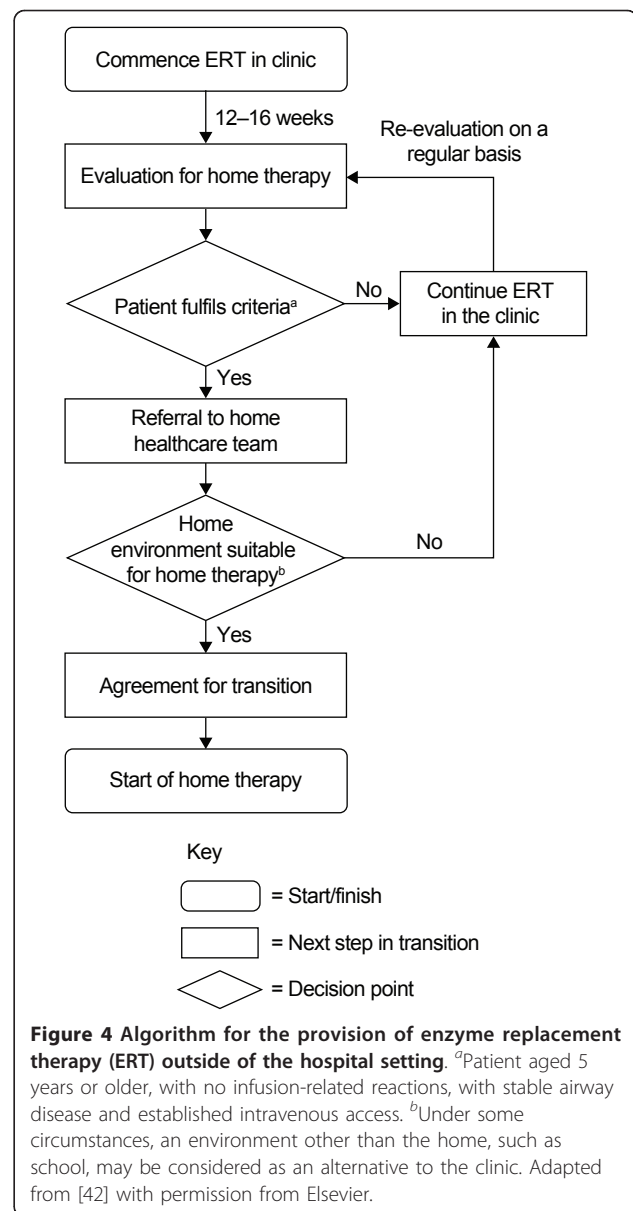 Commence ERT in clinic
12–16 weeks
Re-evaluation on a
regular basis
Evaluation for home therapy
Patient fulfils criteriaᵃ
No
Continue ERT
in the clinic
Yes
Referral to home
healthcare team
Home
environment suitable
for home therapyᵇ
No
Yes
Agreement for transition
Start of home therapy
Key
= Start/finish
= Next step in transition
= Decision point
Figure 4 Algorithm for the provision of enzyme replacement
therapy (ERT) outside of the hospital setting. ᵃPatient aged 5
years or older, with no infusion-related reactions, with stable airway
disease and established intravenous access. ᵇUnder some
circumstances, an environment other than the home, such as
school, may be considered as an alternative to the clinic. Adapted
from [42] with permission from Elsevier.